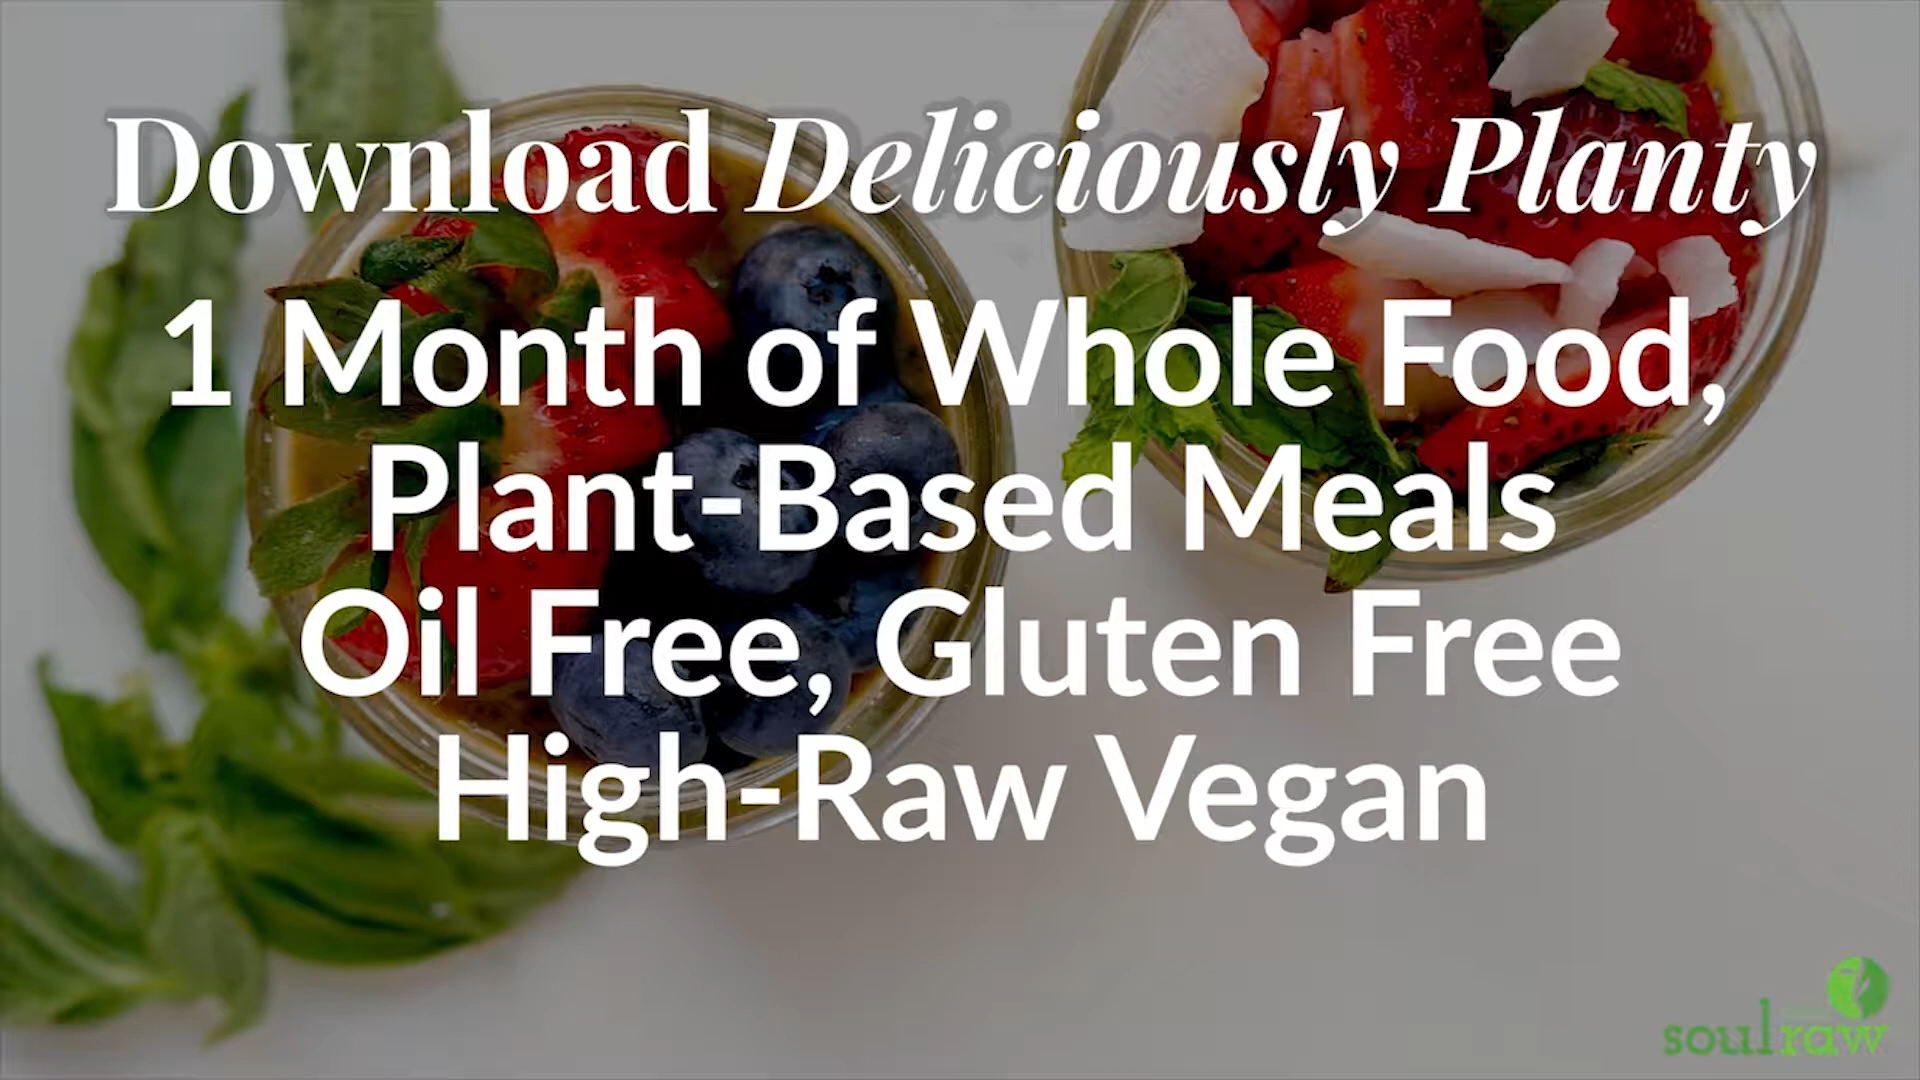 Download Deliciously Planty
1 Month of Whole Food,
Plant-Based Meals
Oil Free, Gluten Free
High-Raw Vegan
soulraw